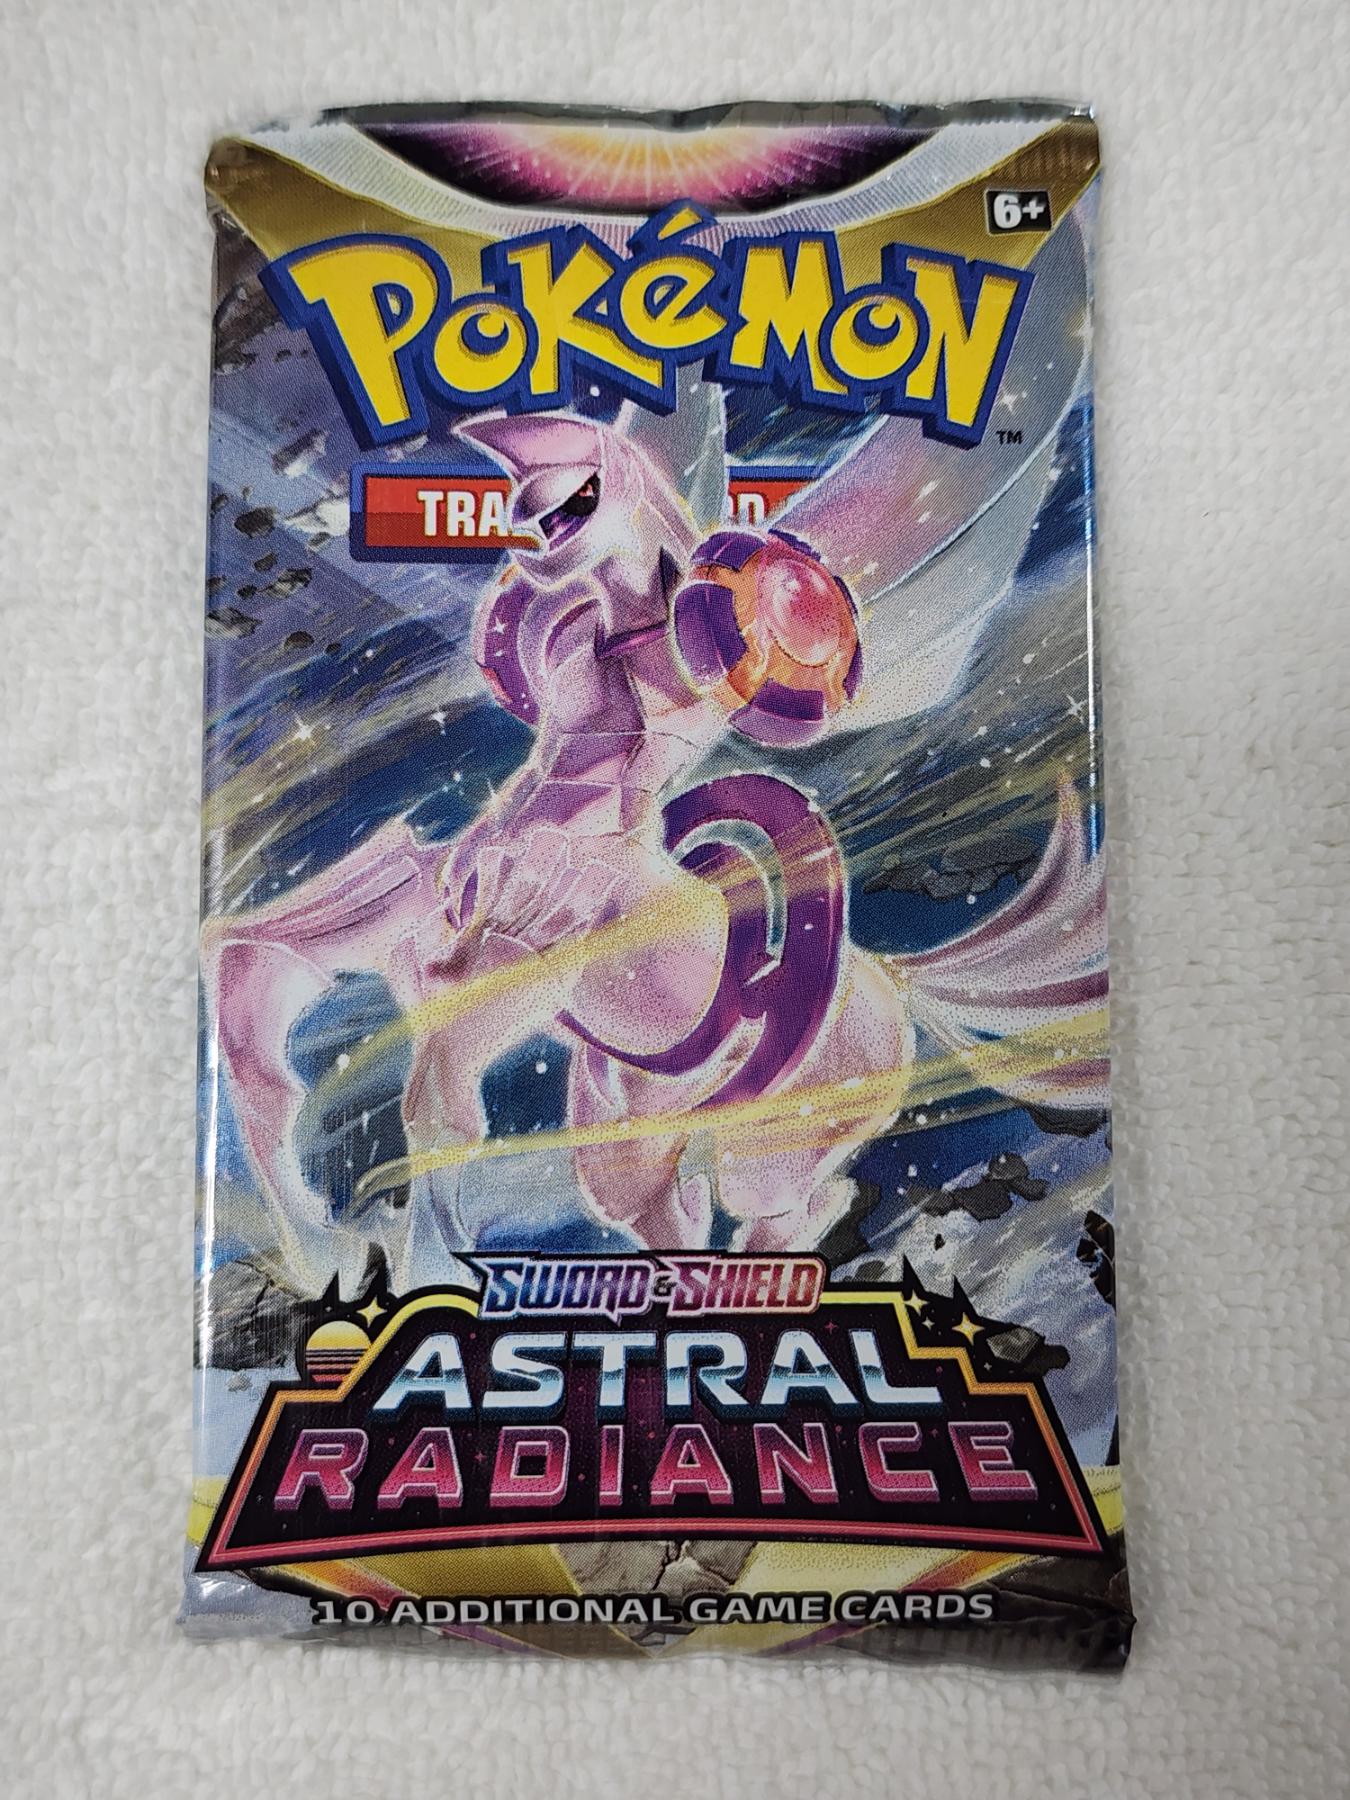 6+
POKéMON
TM
SWORD & SHIELD
ASTRAL
RADIANCE
10 ADDITIONAL GAME CARDS